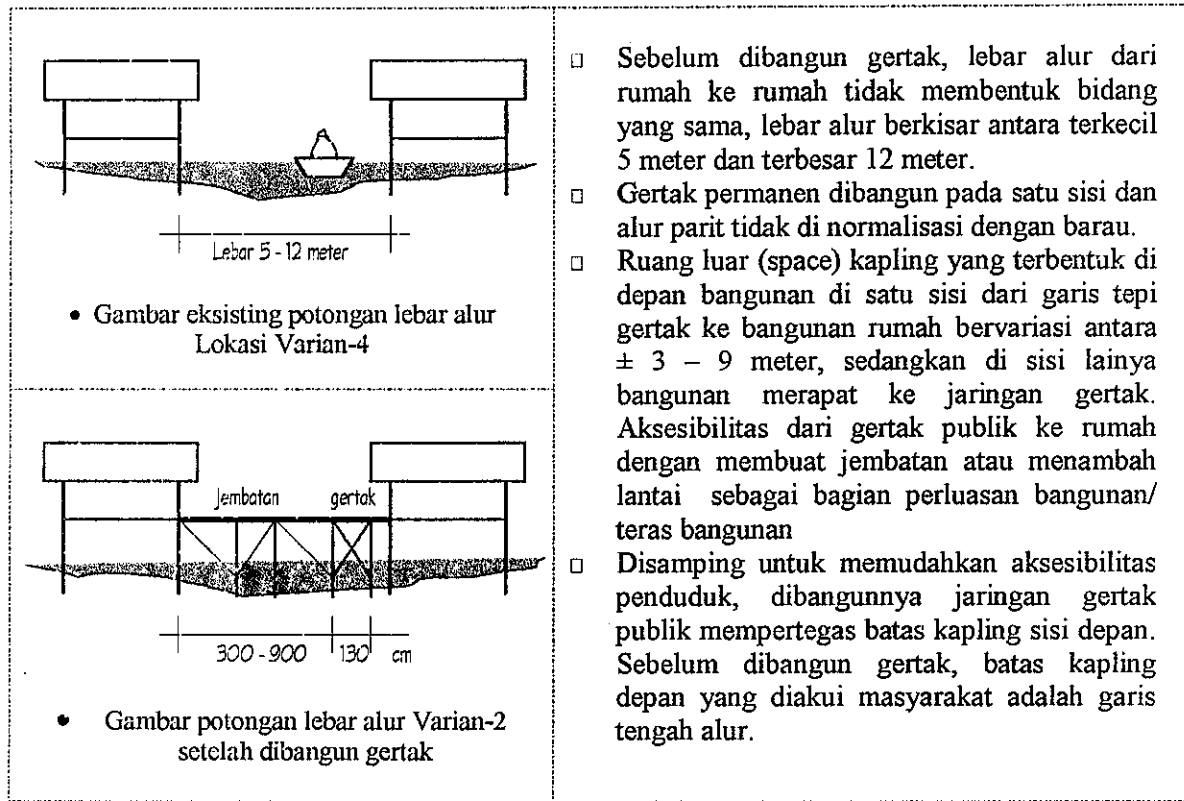 Lebar 5 - 12 meter
• Gambar eksisting potongan lebar alur
Lokasi Varian-4
jembatan gertak
300 - 900 130 cm
• Gambar potongan lebar alur Varian-2
setelah dibangun gertak
□ Sebelum dibangun gertak, lebar alur dari
rumah ke rumah tidak membentuk bidang
yang sama, lebar alur berkisar antara terkecil
5 meter dan terbesar 12 meter.
□ Gertak permanen dibangun pada satu sisi dan
alur parit tidak di normalisasi dengan barau.
□ Ruang luar (space) kapling yang terbentuk di
depan bangunan di satu sisi dari garis tepi
gertak ke bangunan rumah bervariasi antara
± 3 – 9 meter, sedangkan di sisi lainya
bangunan merapat ke jaringan gertak.
Aksesibilitas dari gertak publik ke rumah
dengan membuat jembatan atau menambah
lantai sebagai bagian perluasan bangunan/
teras bangunan
□ Disamping untuk memudahkan aksesibilitas
penduduk, dibangunnya jaringan gertak
publik mempertegas batas kapling sisi depan.
Sebelum dibangun gertak, batas kapling
depan yang diakui masyarakat adalah garis
tengah alur.